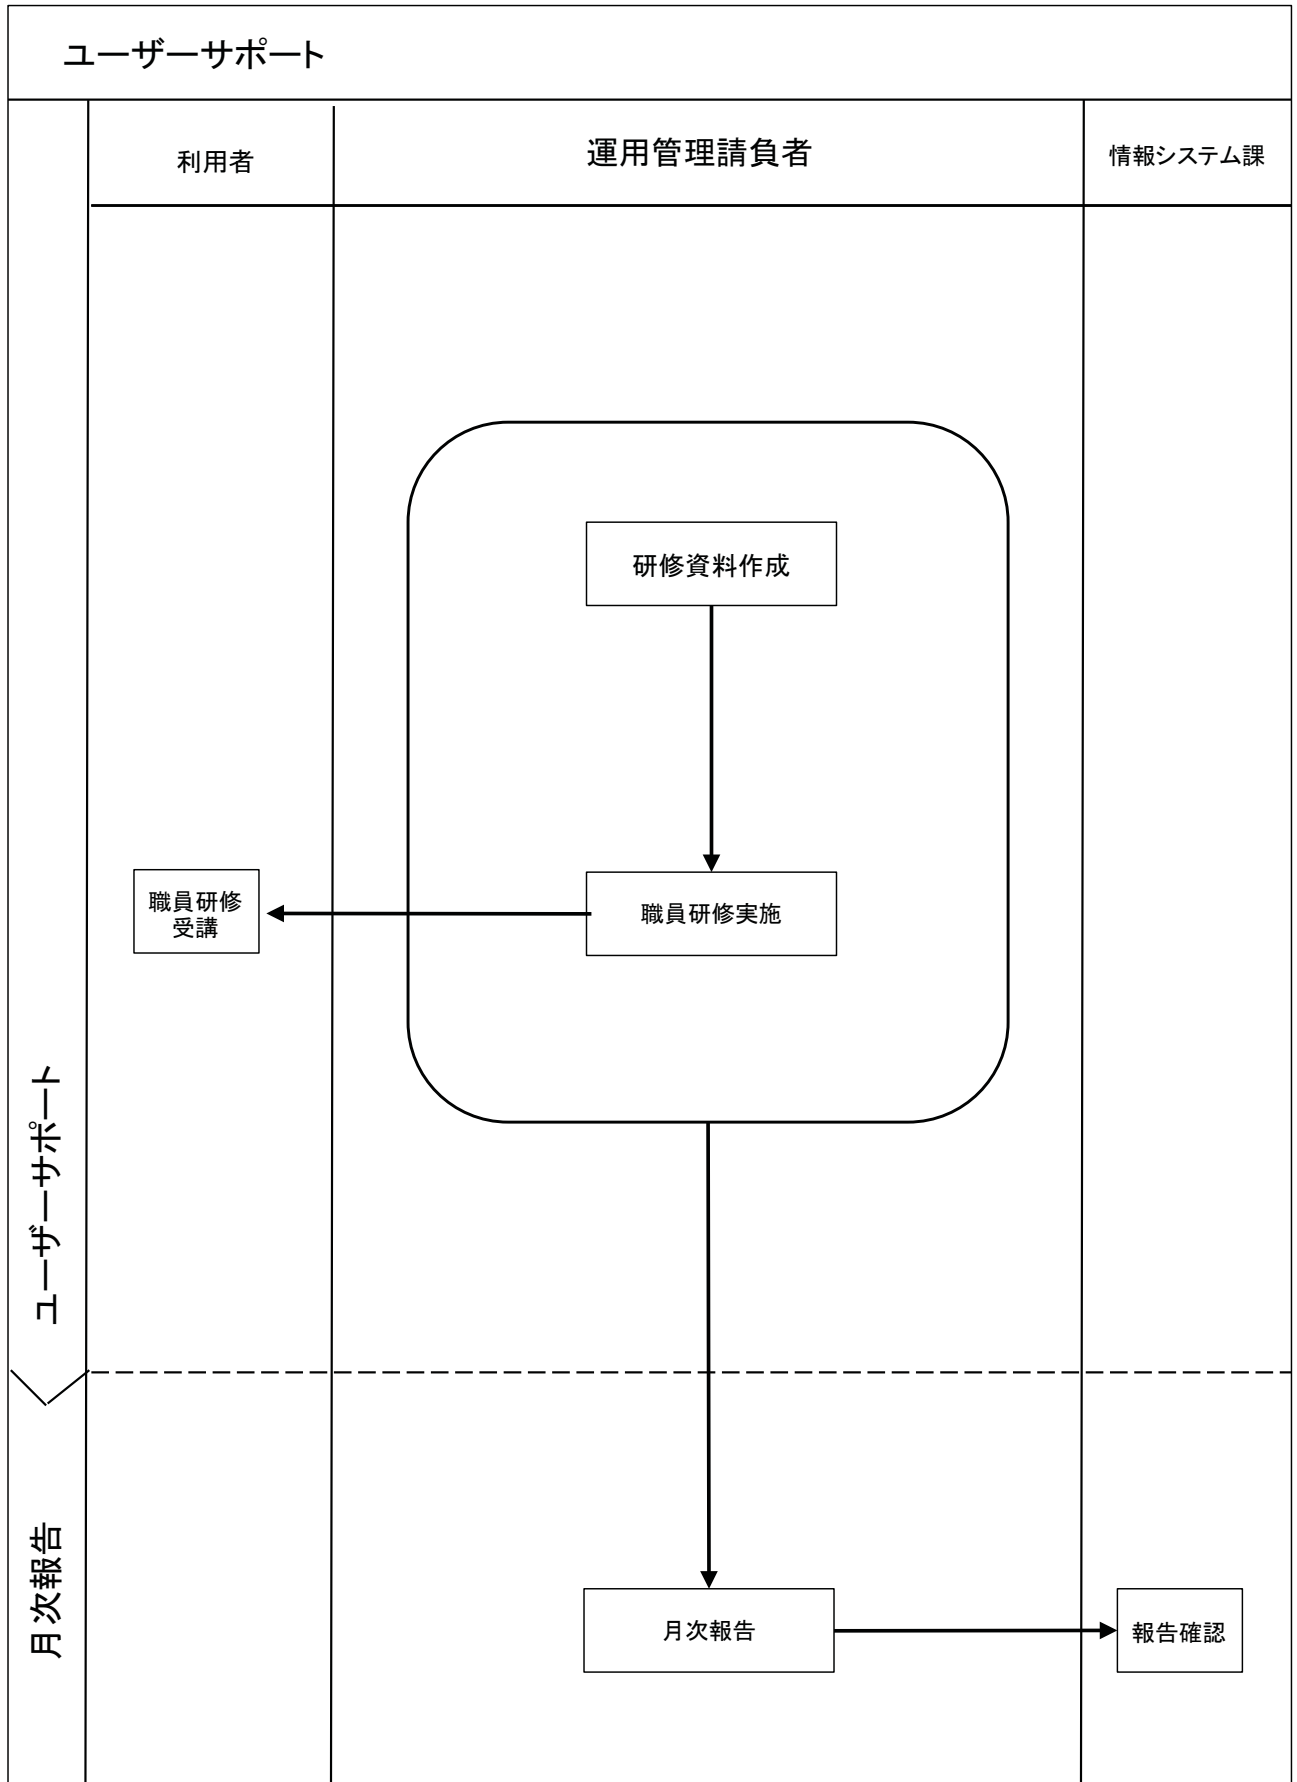 ユーザーサポート
利用者
運用管理請負者
情報システム課
研修資料作成
職員研修
受講
職員研修実施
ユーザーサポート
月次報告
月次報告
報告確認